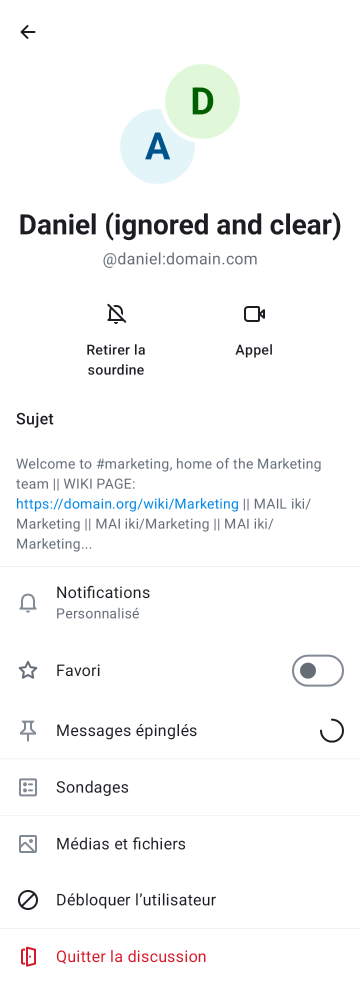 D
A
Daniel (ignored and clear)
@daniel:domain.com
Retirer la
sourdine
Appel
Sujet
Welcome to #marketing, home of the Marketing
team || WIKI PAGE:
https://domain.org/wiki/Marketing || MAIL iki/
Marketing || MAI iki/Marketing || MAI iki/
Marketing...
Notifications
Personnalisé
Favori
Messages épinglés
Sondages
Médias et fichiers
Débloquer l’utilisateur
Quitter la discussion